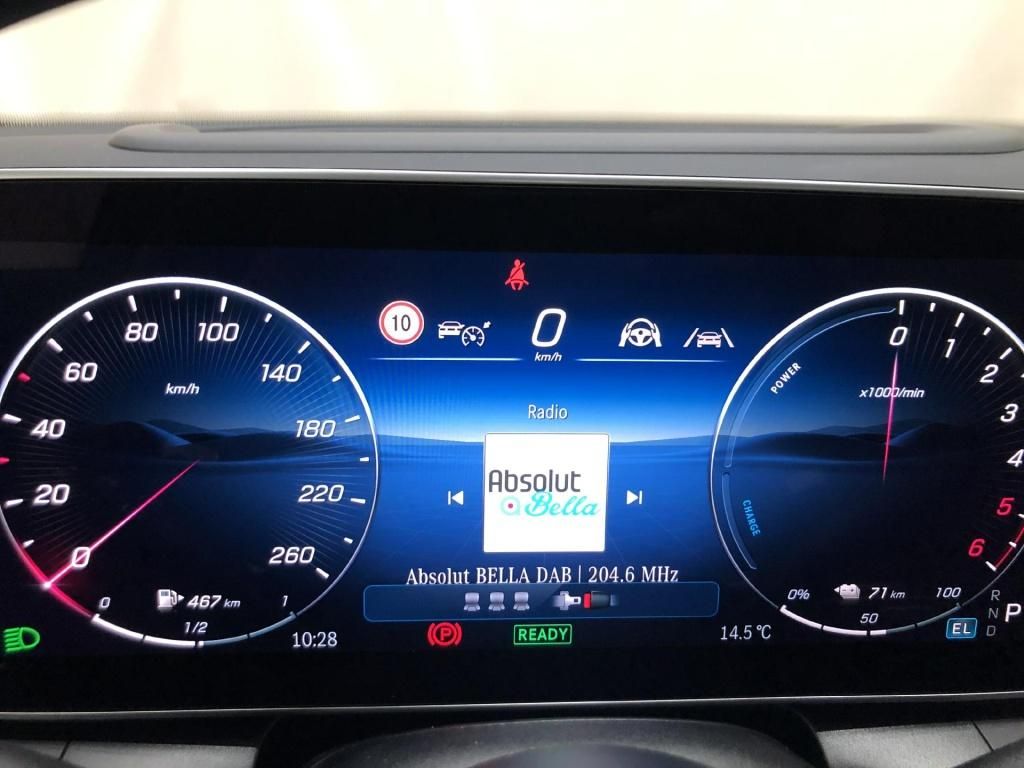 10
0
km/h
80
100
60
140
km/h
40
180
20
220
0
260
467 km
0
1
1/2
10:28
Radio
Absolut
Bella
Absolut BELLA DAB | 204.6 MHz
P
READY
14.5 °C
POWER
CHARGE
0
1
2
x1000/min
3
4
5
6
0%
71 km
100
50
EL
R
N
D
P